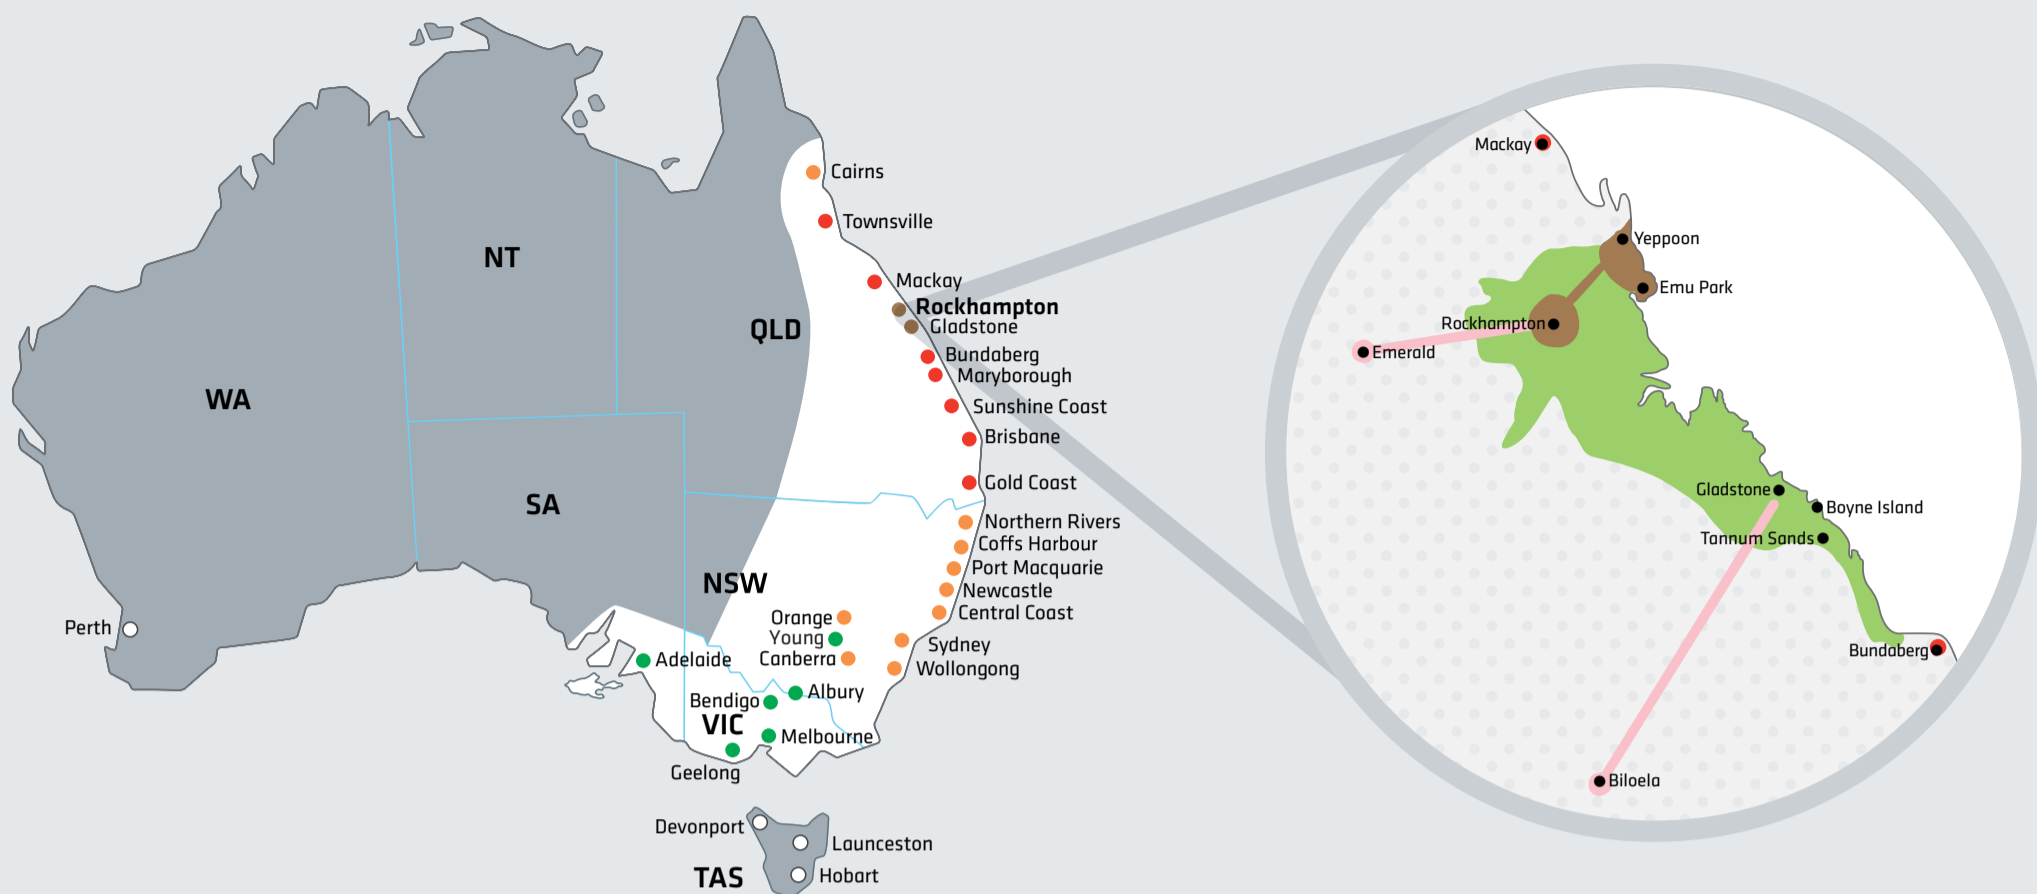 Cairns
Townsville
NT
Mackay
Rockhampton
QLD
Gladstone
Bundaberg
Maryborough
WA
Sunshine Coast
Brisbane
Gold Coast
SA
Northern Rivers
Coffs Harbour
Port Macquarie
NSW
Newcastle
Central Coast
Orange
Perth
Young
Sydney
Canberra
Adelaide
Wollongong
Albury
Bendigo
VIC
Melbourne
Geelong
Devonport
Launceston
TAS
Hobart
Mackay
Yeppoon
Emu Park
Rockhampton
Emerald
Gladstone
Boyne Island
Tannum Sands
Bundaberg
Biloela